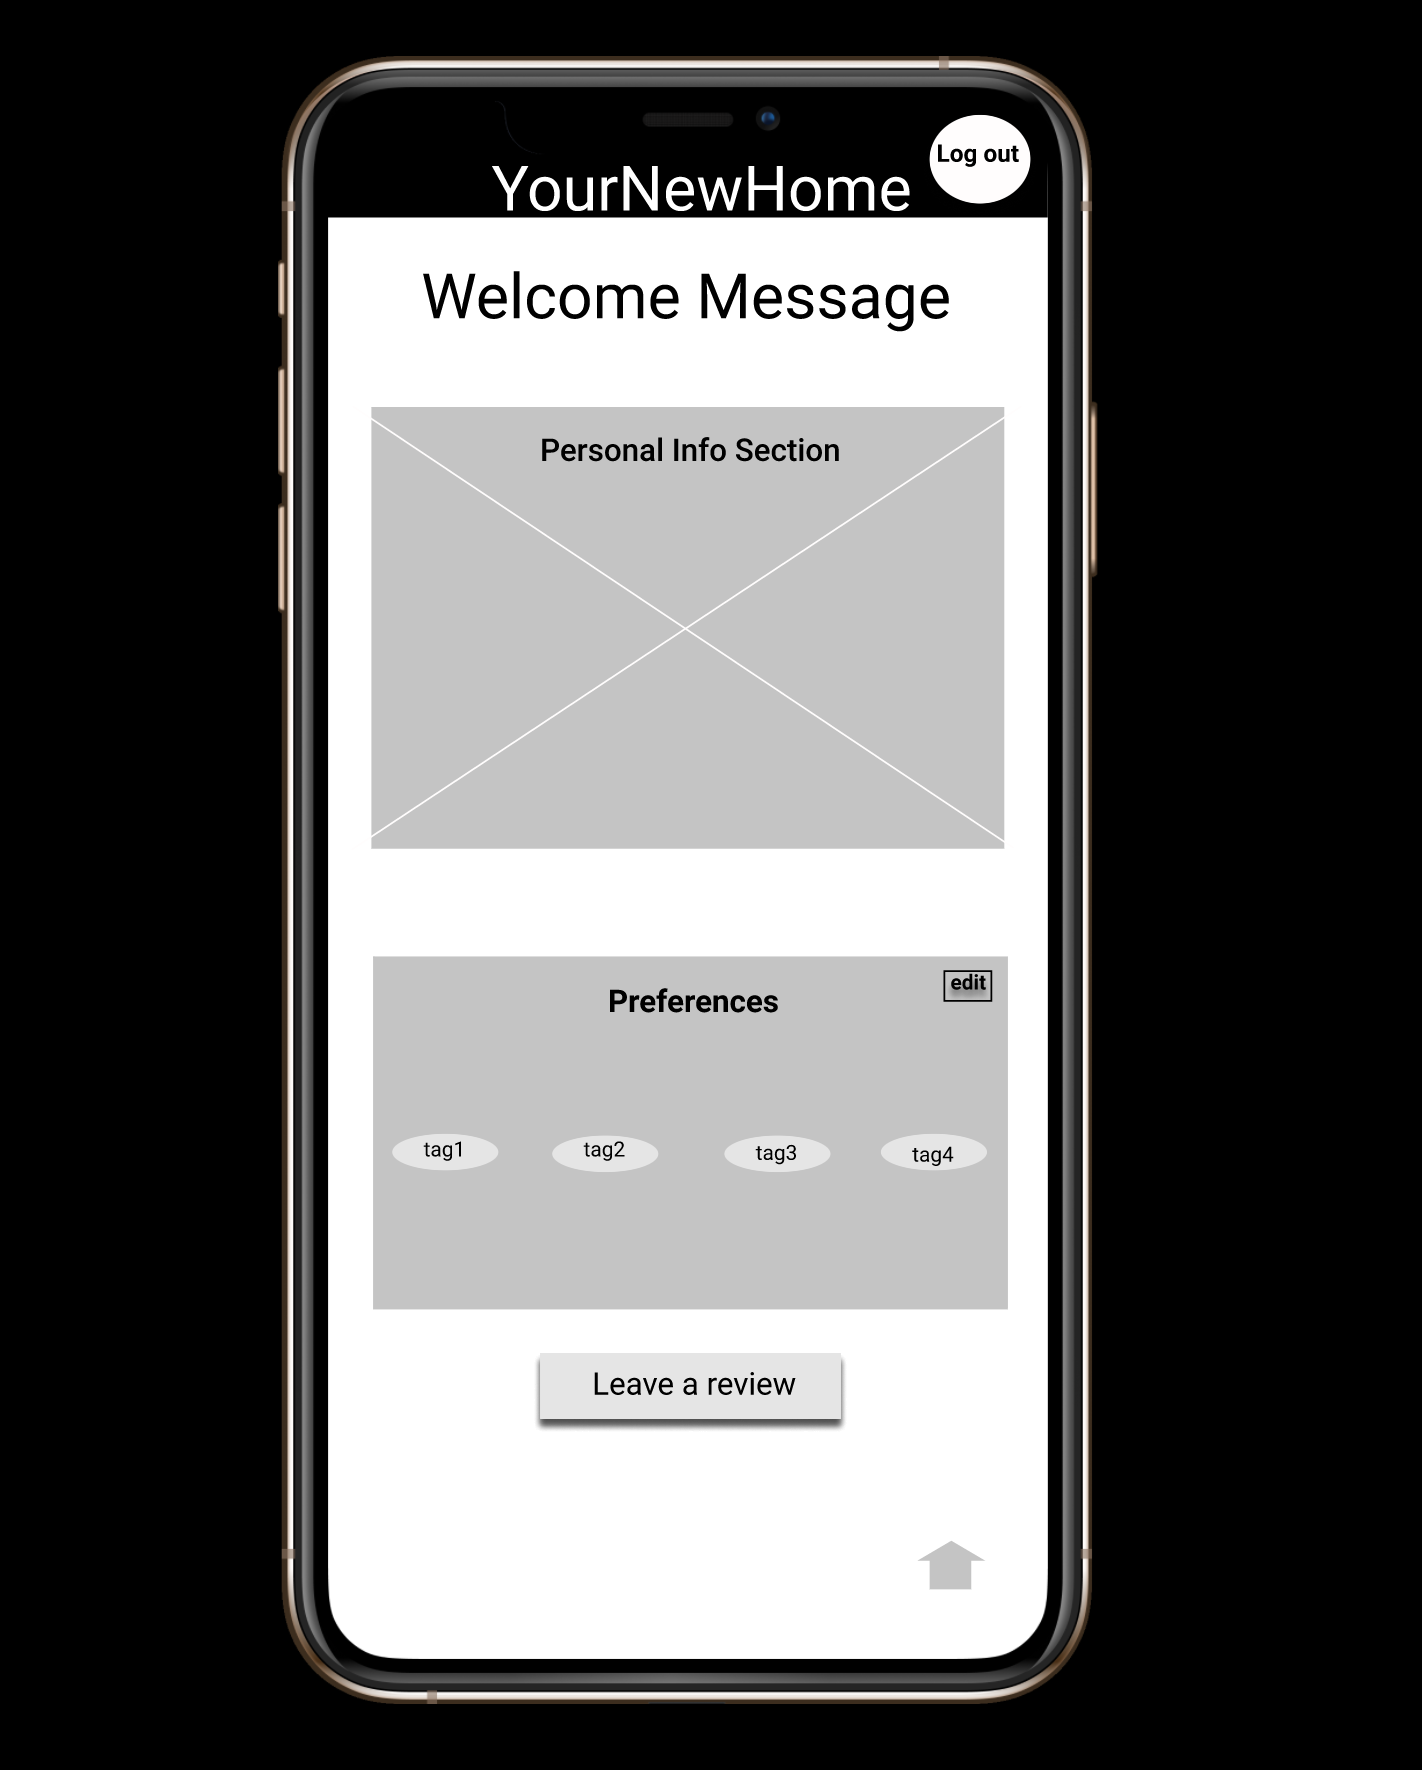 Log out
YourNewHome
Welcome Message
Personal Info Section
edit
Preferences
tag1
tag2
tag3
tag4
Leave a review